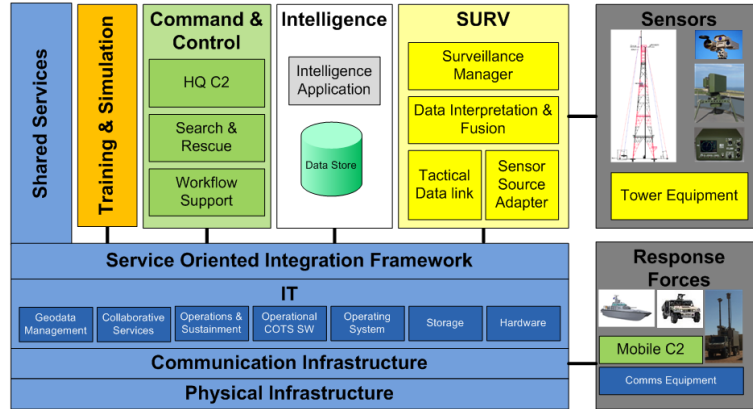 Shared Services
Training & Simulation
Command &
Control
HQ C2
Search &
Rescue
Workflow
Support
Intelligence
Intelligence
Application
Data Store
SURV
Surveillance
Manager
Data Interpretation &
Fusion
Tactical
Data link
Sensor
Source
Adapter
Sensors
Tower Equipment
Service Oriented Integration Framework
IT
Geodata
Management
Collaborative
Services
Operations &
Sustainment
Operational
COTS SW
Operating
System
Storage
Hardware
Communication Infrastructure
Physical Infrastructure
Response
Forces
Mobile C2
Comms Equipment